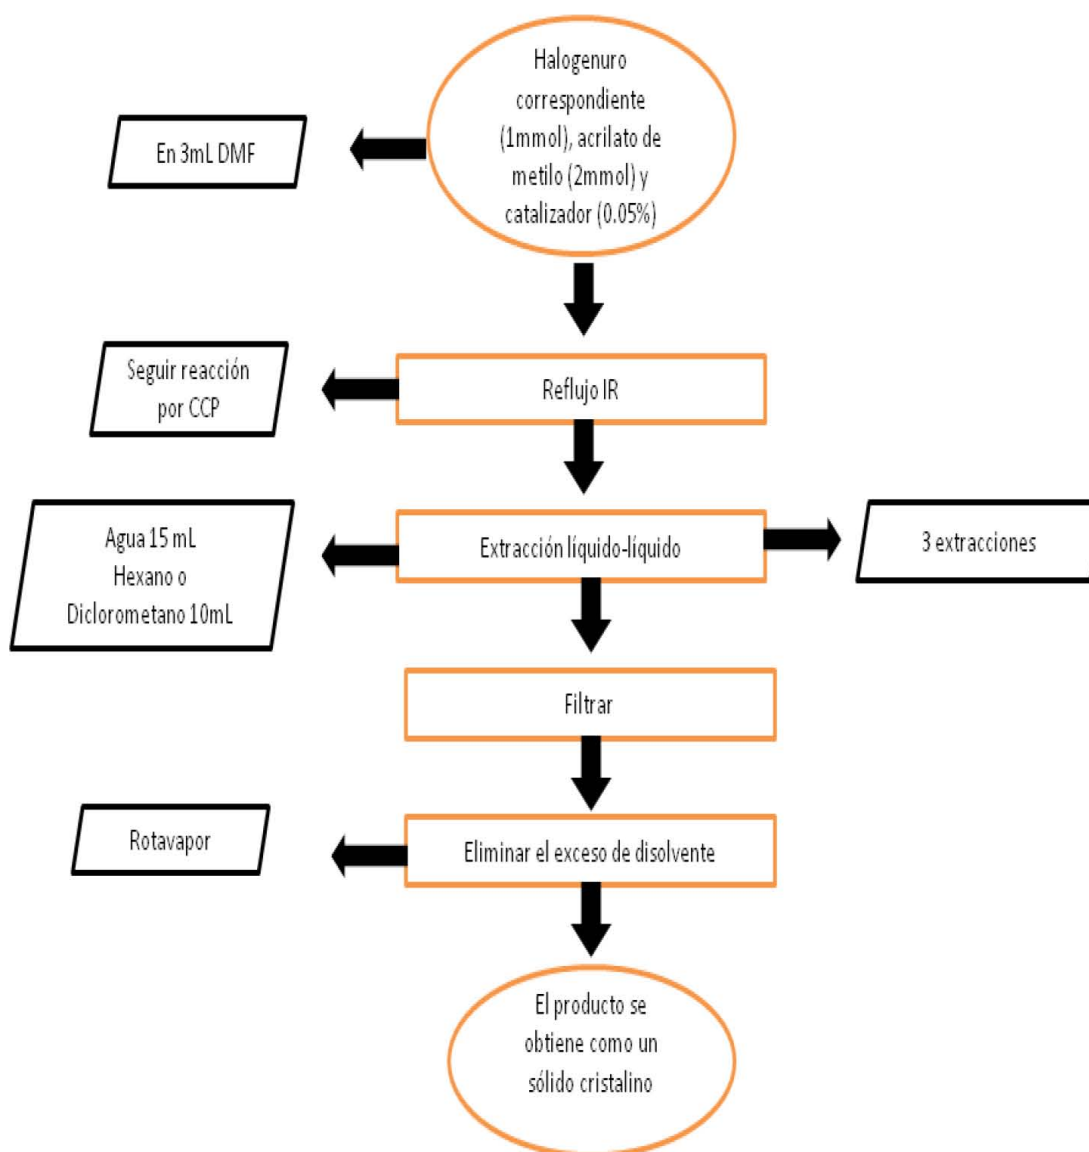 Halogenuro
correspondiente
(1mmol), acrilato de
metilo (2mmol) y
catalizador (0.05%)
En 3mL DMF
Reflujo IR
Seguir reacción
por CCP
Extracción líquido-líquido
Agua 15 mL
Hexano o
Diclorometano 10mL
3 extracciones
Filtrar
Eliminar el exceso de disolvente
Rotavapor
El producto se
obtiene como un
sólido cristalino